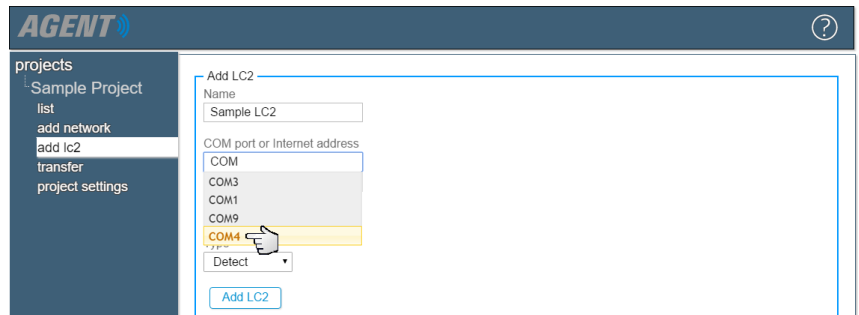 AGENT
?
projects
Sample Project
list
add network
add lc2
transfer
project settings
Add LC2
Name
Sample LC2
COM port or Internet address
COM
COM3
COM1
COM9
COM4
Type
Detect
Add LC2